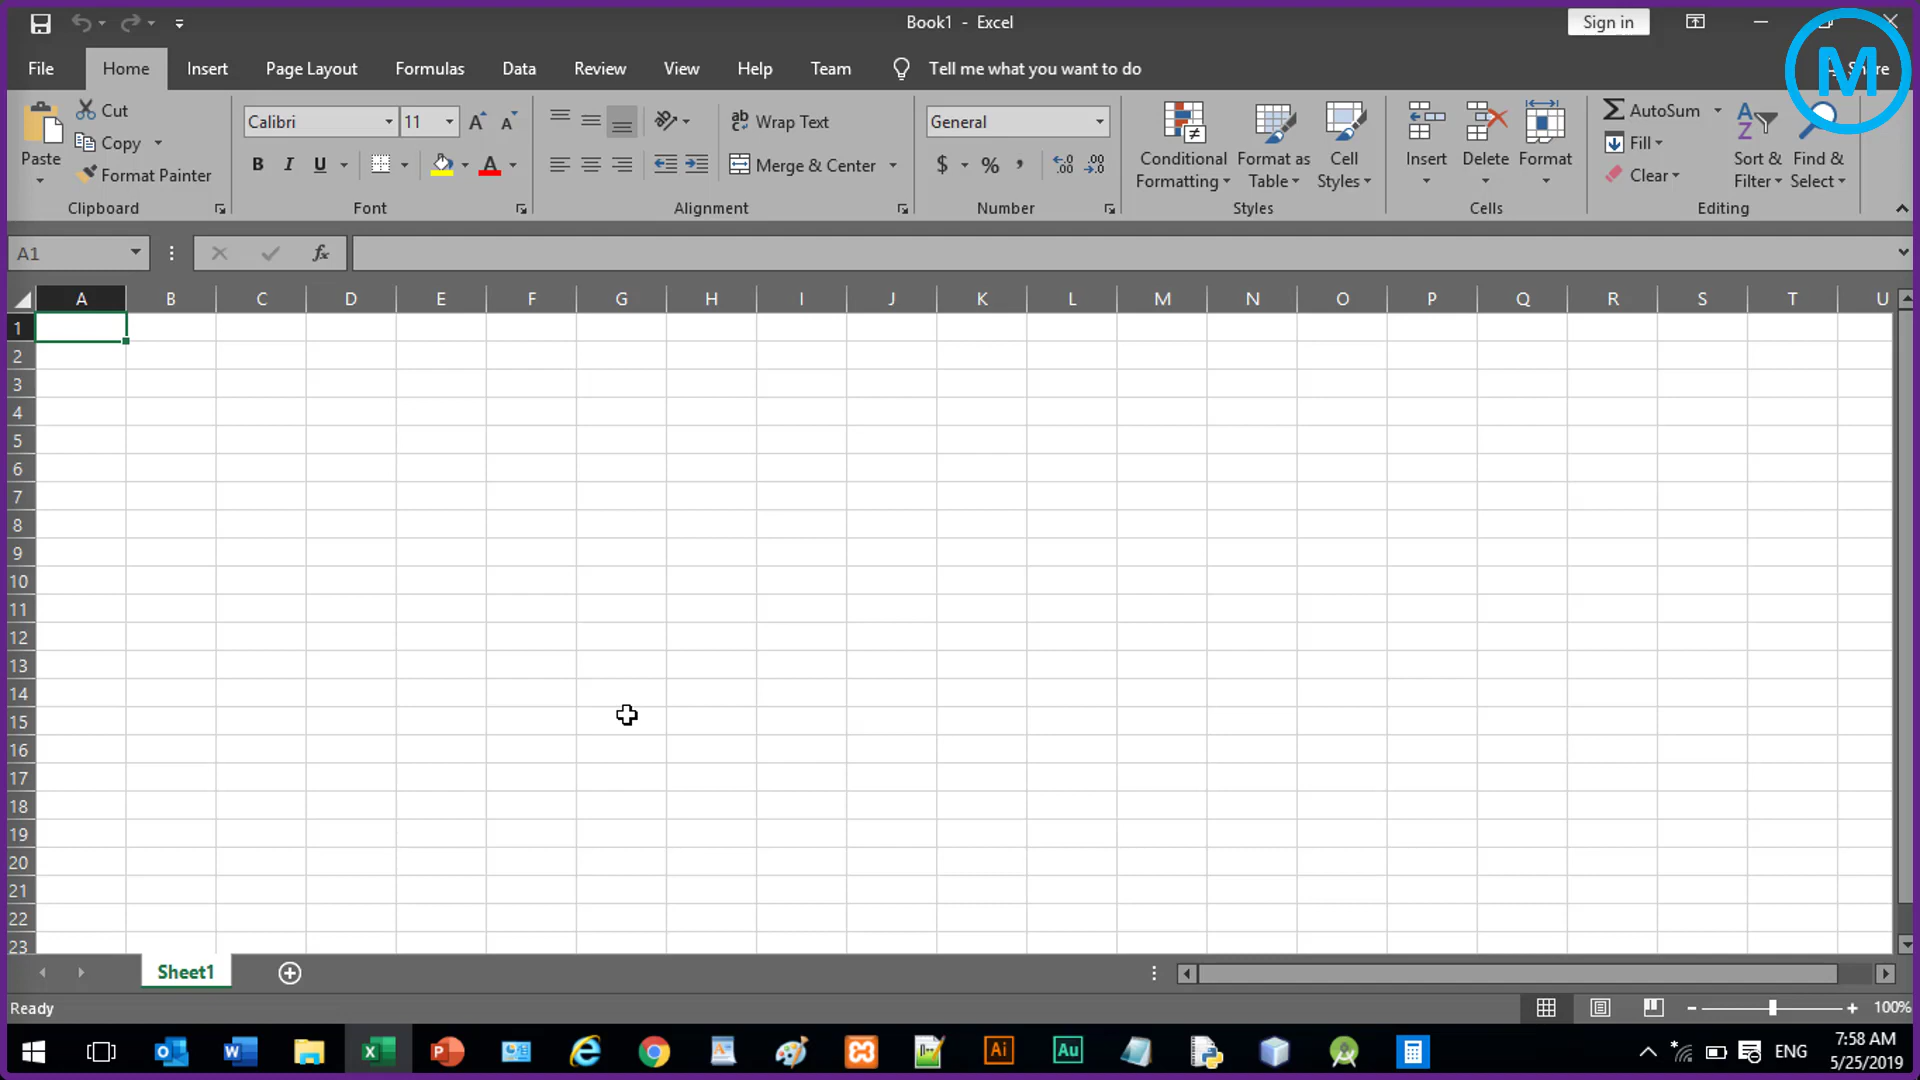 Book1 - Excel
Sign in
File Home Insert Page Layout Formulas Data Review View Help Team Tell me what you want to do
M
Cut
Copy
Format Painter
Paste
Clipboard
Calibri 11
B I U A
Font
Wrap Text
Merge & Center
Alignment
General
$ % ,
Number
Conditional Formatting
Format as Table
Cell Styles
Styles
Insert Delete Format
Cells
AutoSum
Fill
Clear
Sort & Filter
Find & Select
Editing
A1 fx
A B C D E F G H I J K L M N O P Q R S T U
1
2
3
4
5
6
7
8
9
10
11
12
13
14
15
16
17
18
19
20
21
22
23
Sheet1
Ready 100%
ENG
7:58 AM
5/25/2019